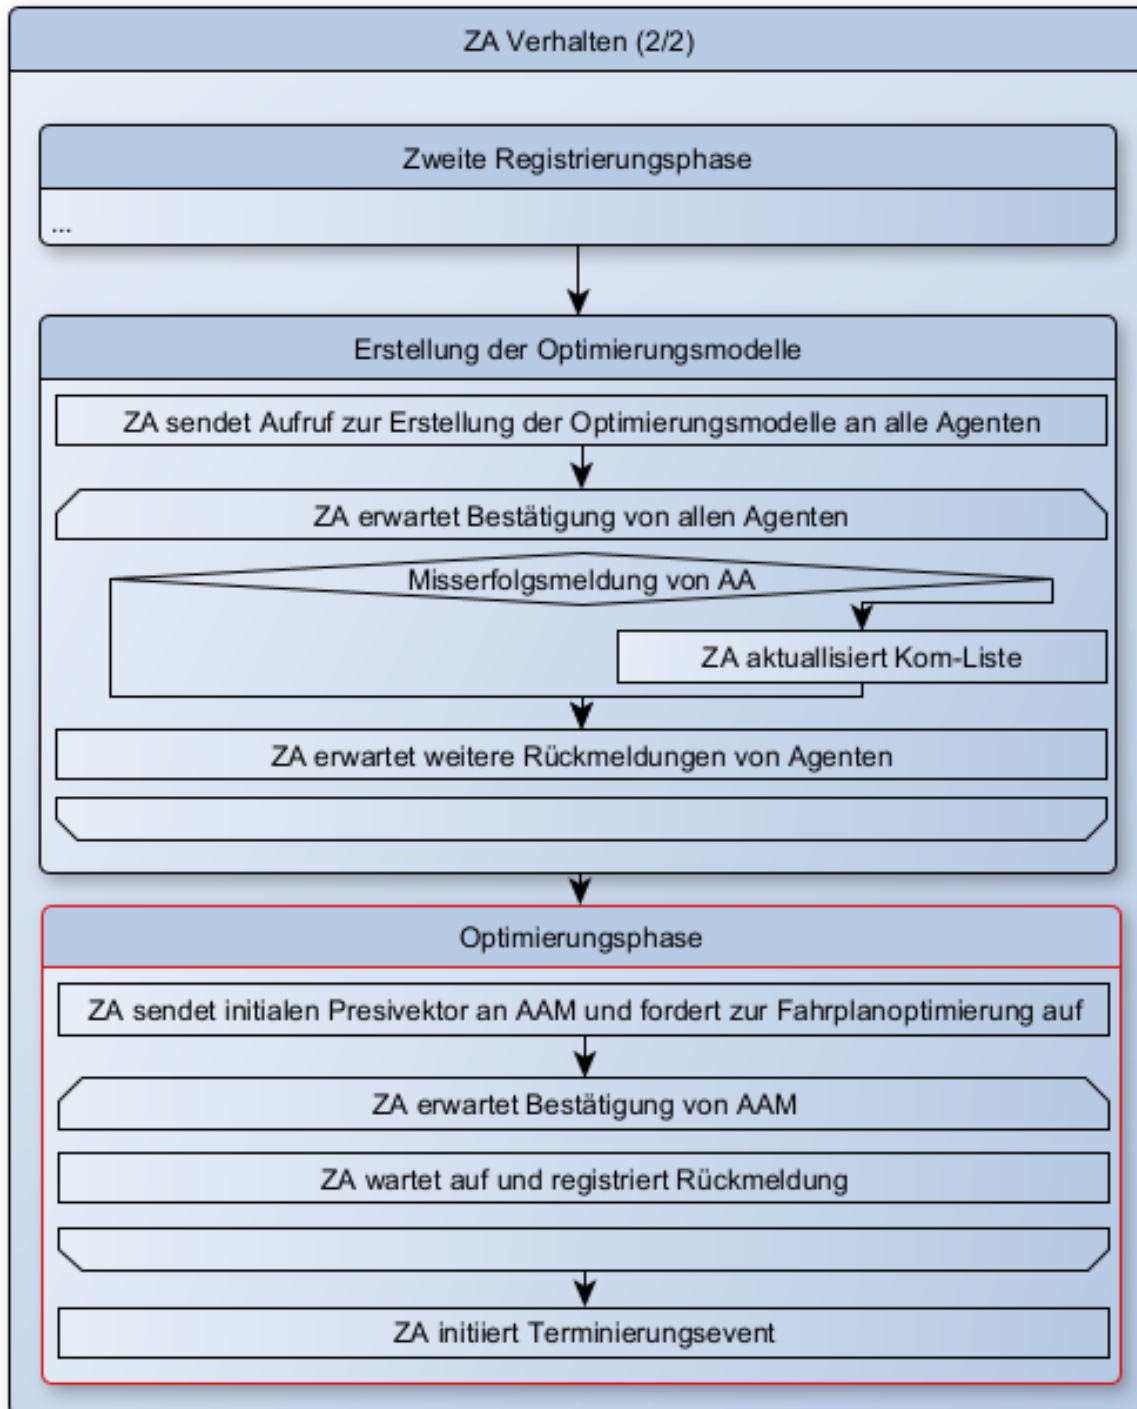 ZA Verhalten (2/2)
Zweite Registrierungsphase
...
Erstellung der Optimierungsmodelle
ZA sendet Aufruf zur Erstellung der Optimierungsmodelle an alle Agenten
ZA erwartet Bestätigung von allen Agenten
Misserfolgsmeldung von AA
ZA aktuallisiert Kom-Liste
ZA erwartet weitere Rückmeldungen von Agenten
Optimierungsphase
ZA sendet initialen Presivektor an AAM und fordert zur Fahrplanoptimierung auf
ZA erwartet Bestätigung von AAM
ZA wartet auf und registriert Rückmeldung
ZA initiiert Terminierungsevent